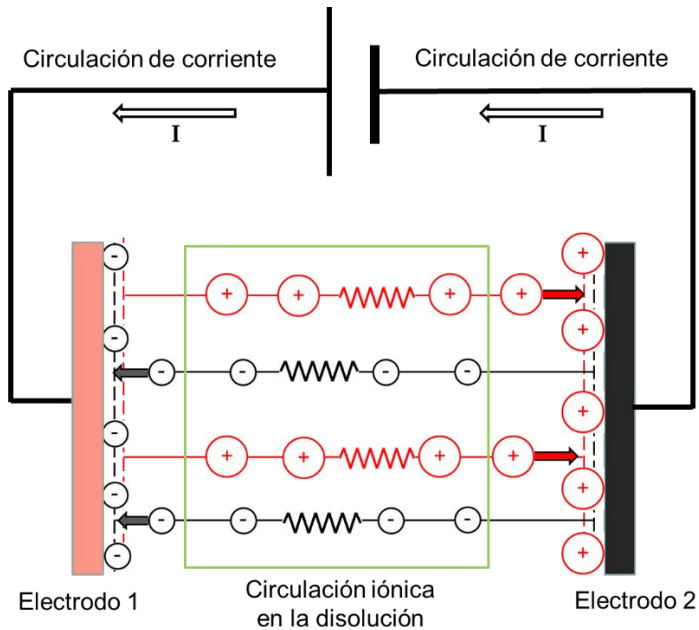 Circulación de corriente
Circulación de corriente
I
I
- + + + + +
- - - - - +
- + + + + +
- - - - - +
- +
Electrodo 1
Circulación iónica
en la disolución
Electrodo 2